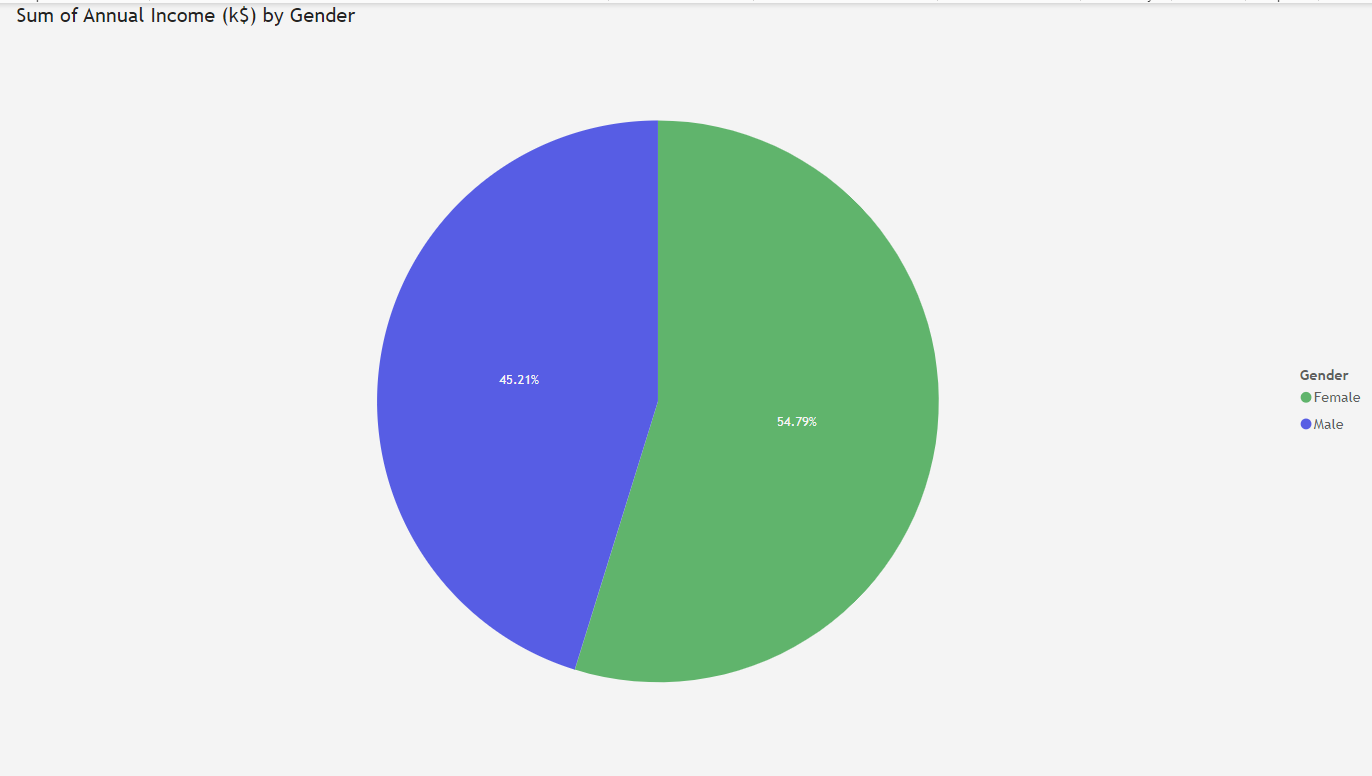 Sum of Annual Income (k$) by Gender
45.21%
54.79%
Gender
Female
Male